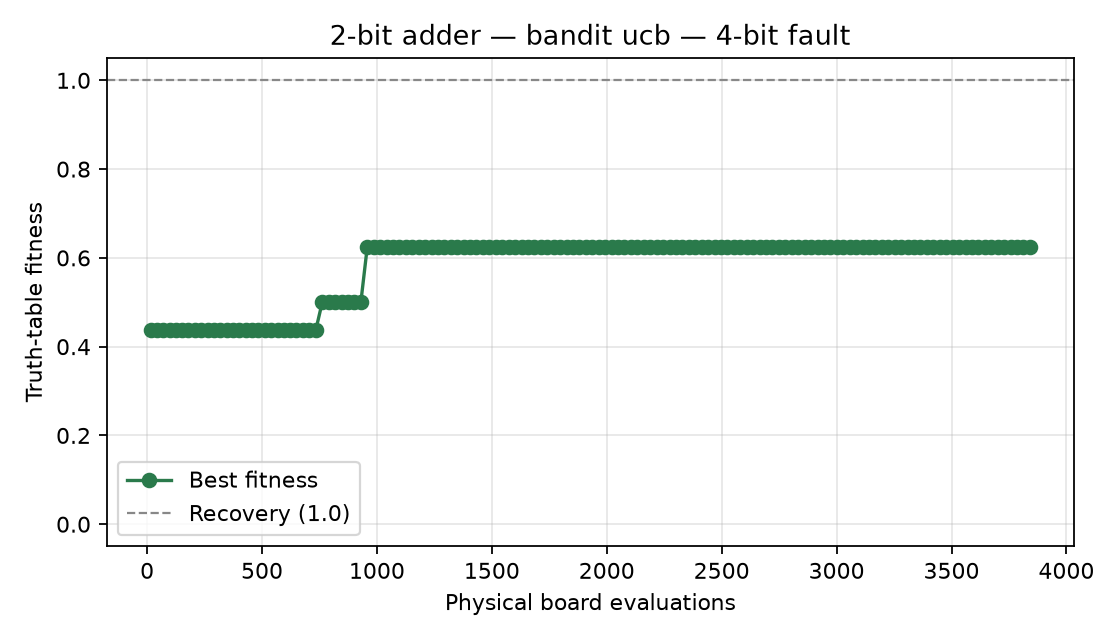 2-bit adder — bandit ucb — 4-bit fault
Truth-table fitness
1.0
0.8
0.6
0.4
0.2
0.0
Best fitness
Recovery (1.0)
0 500 1000 1500 2000 2500 3000 3500 4000
Physical board evaluations